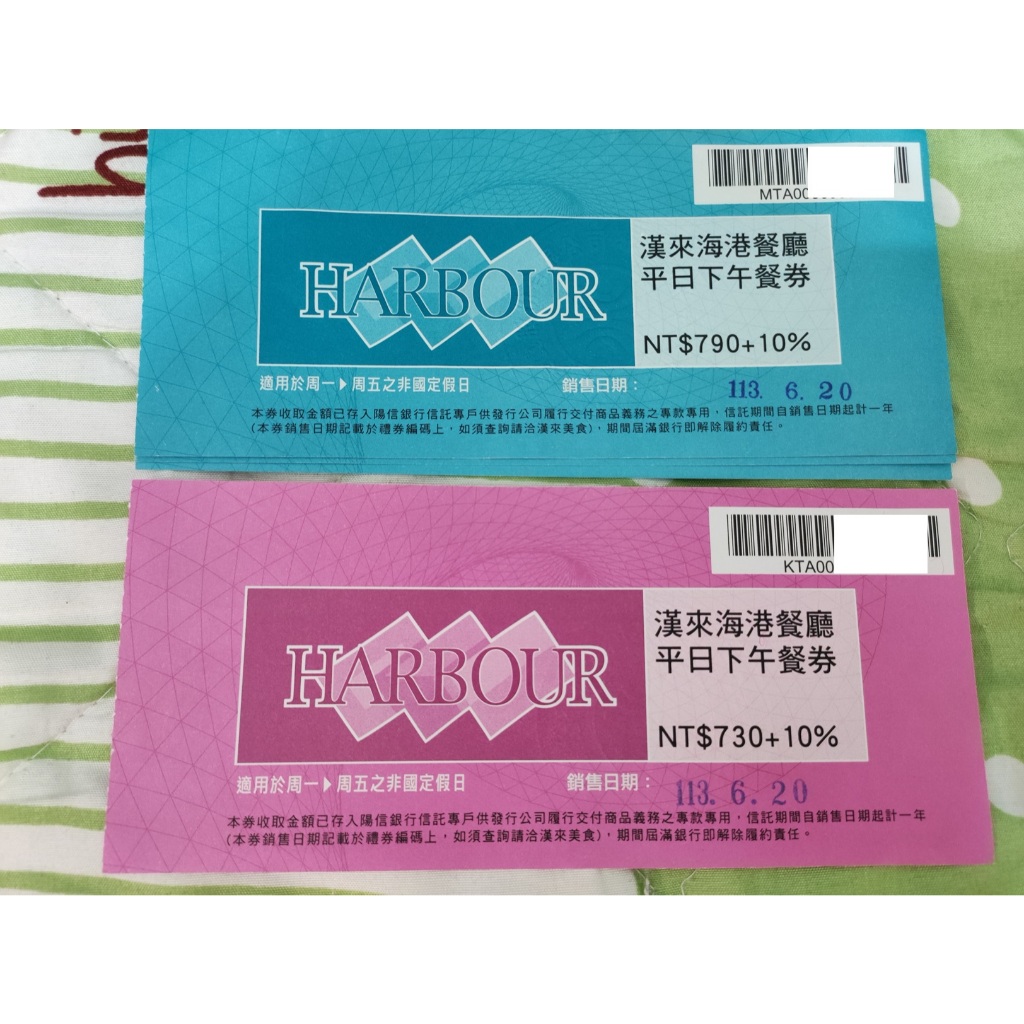 HARBOUR
漢來海港餐廳
平日下午餐券
NT$790+10%
適用於周一▶周五之非國定假日
銷售日期：
113. 6. 20
本券收取金額已存入陽信銀行信託專戶供發行公司履行交付商品義務之專款專用，信託期間自銷售日期起計一年
(本券銷售日期記載於禮券編碼上，如須查詢請洽漢來美食)，期間屆滿銀行即解除履約責任。
KTA00
HARBOUR
漢來海港餐廳
平日下午餐券
NT$730+10%
適用於周一▶周五之非國定假日
銷售日期：
113. 6. 20
本券收取金額已存入陽信銀行信託專戶供發行公司履行交付商品義務之專款專用，信託期間自銷售日期起計一年
(本券銷售日期記載於禮券編碼上，如須查詢請洽漢來美食)，期間屆滿銀行即解除履約責任。